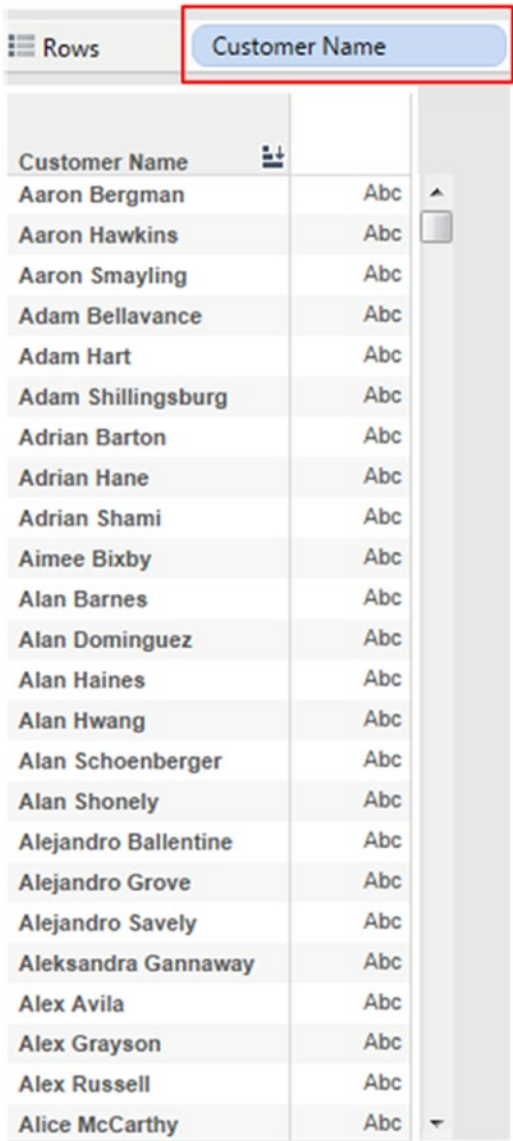 Rows Customer Name
Customer Name
Aaron Bergman Abc
Aaron Hawkins Abc
Aaron Smayling Abc
Adam Bellavance Abc
Adam Hart Abc
Adam Shillingsburg Abc
Adrian Barton Abc
Adrian Hane Abc
Adrian Shami Abc
Aimee Bixby Abc
Alan Barnes Abc
Alan Dominguez Abc
Alan Haines Abc
Alan Hwang Abc
Alan Schoenberger Abc
Alan Shonely Abc
Alejandro Ballentine Abc
Alejandro Grove Abc
Alejandro Savely Abc
Aleksandra Gannaway Abc
Alex Avila Abc
Alex Grayson Abc
Alex Russell Abc
Alice McCarthy Abc